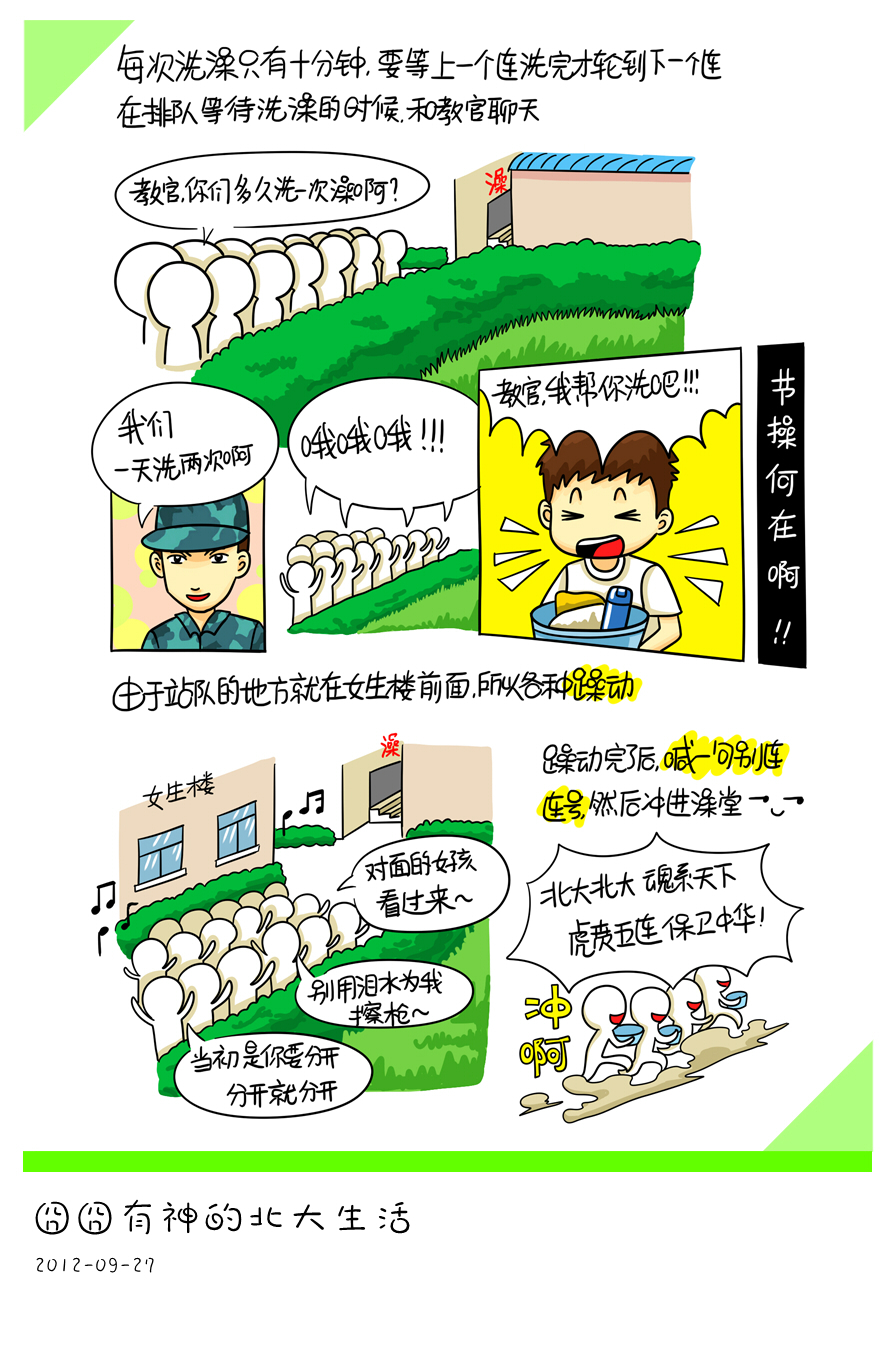 每次洗澡只有十分钟，要等上一个连洗完才轮到下一个连
在排队等待洗澡的时候，和教官聊天
教官，你们多久洗一次澡啊？
澡
我们
一天洗两次啊
哦哦哦！！！
教官，我帮你洗吧！！！
节操何在啊！！
由于站队的地方就在女生楼前面，所以各种躁动
澡
女生楼
对面的女孩
看过来～
别用泪水为我
擦枪～
当初是你要分开
分开就分开
躁动完了后，喊一句别连
连号，然后冲进澡堂
北大北大 魂系天下
虎贲五连 保卫中华！
冲
啊
囧囧有神的北大生活
2012-09-27